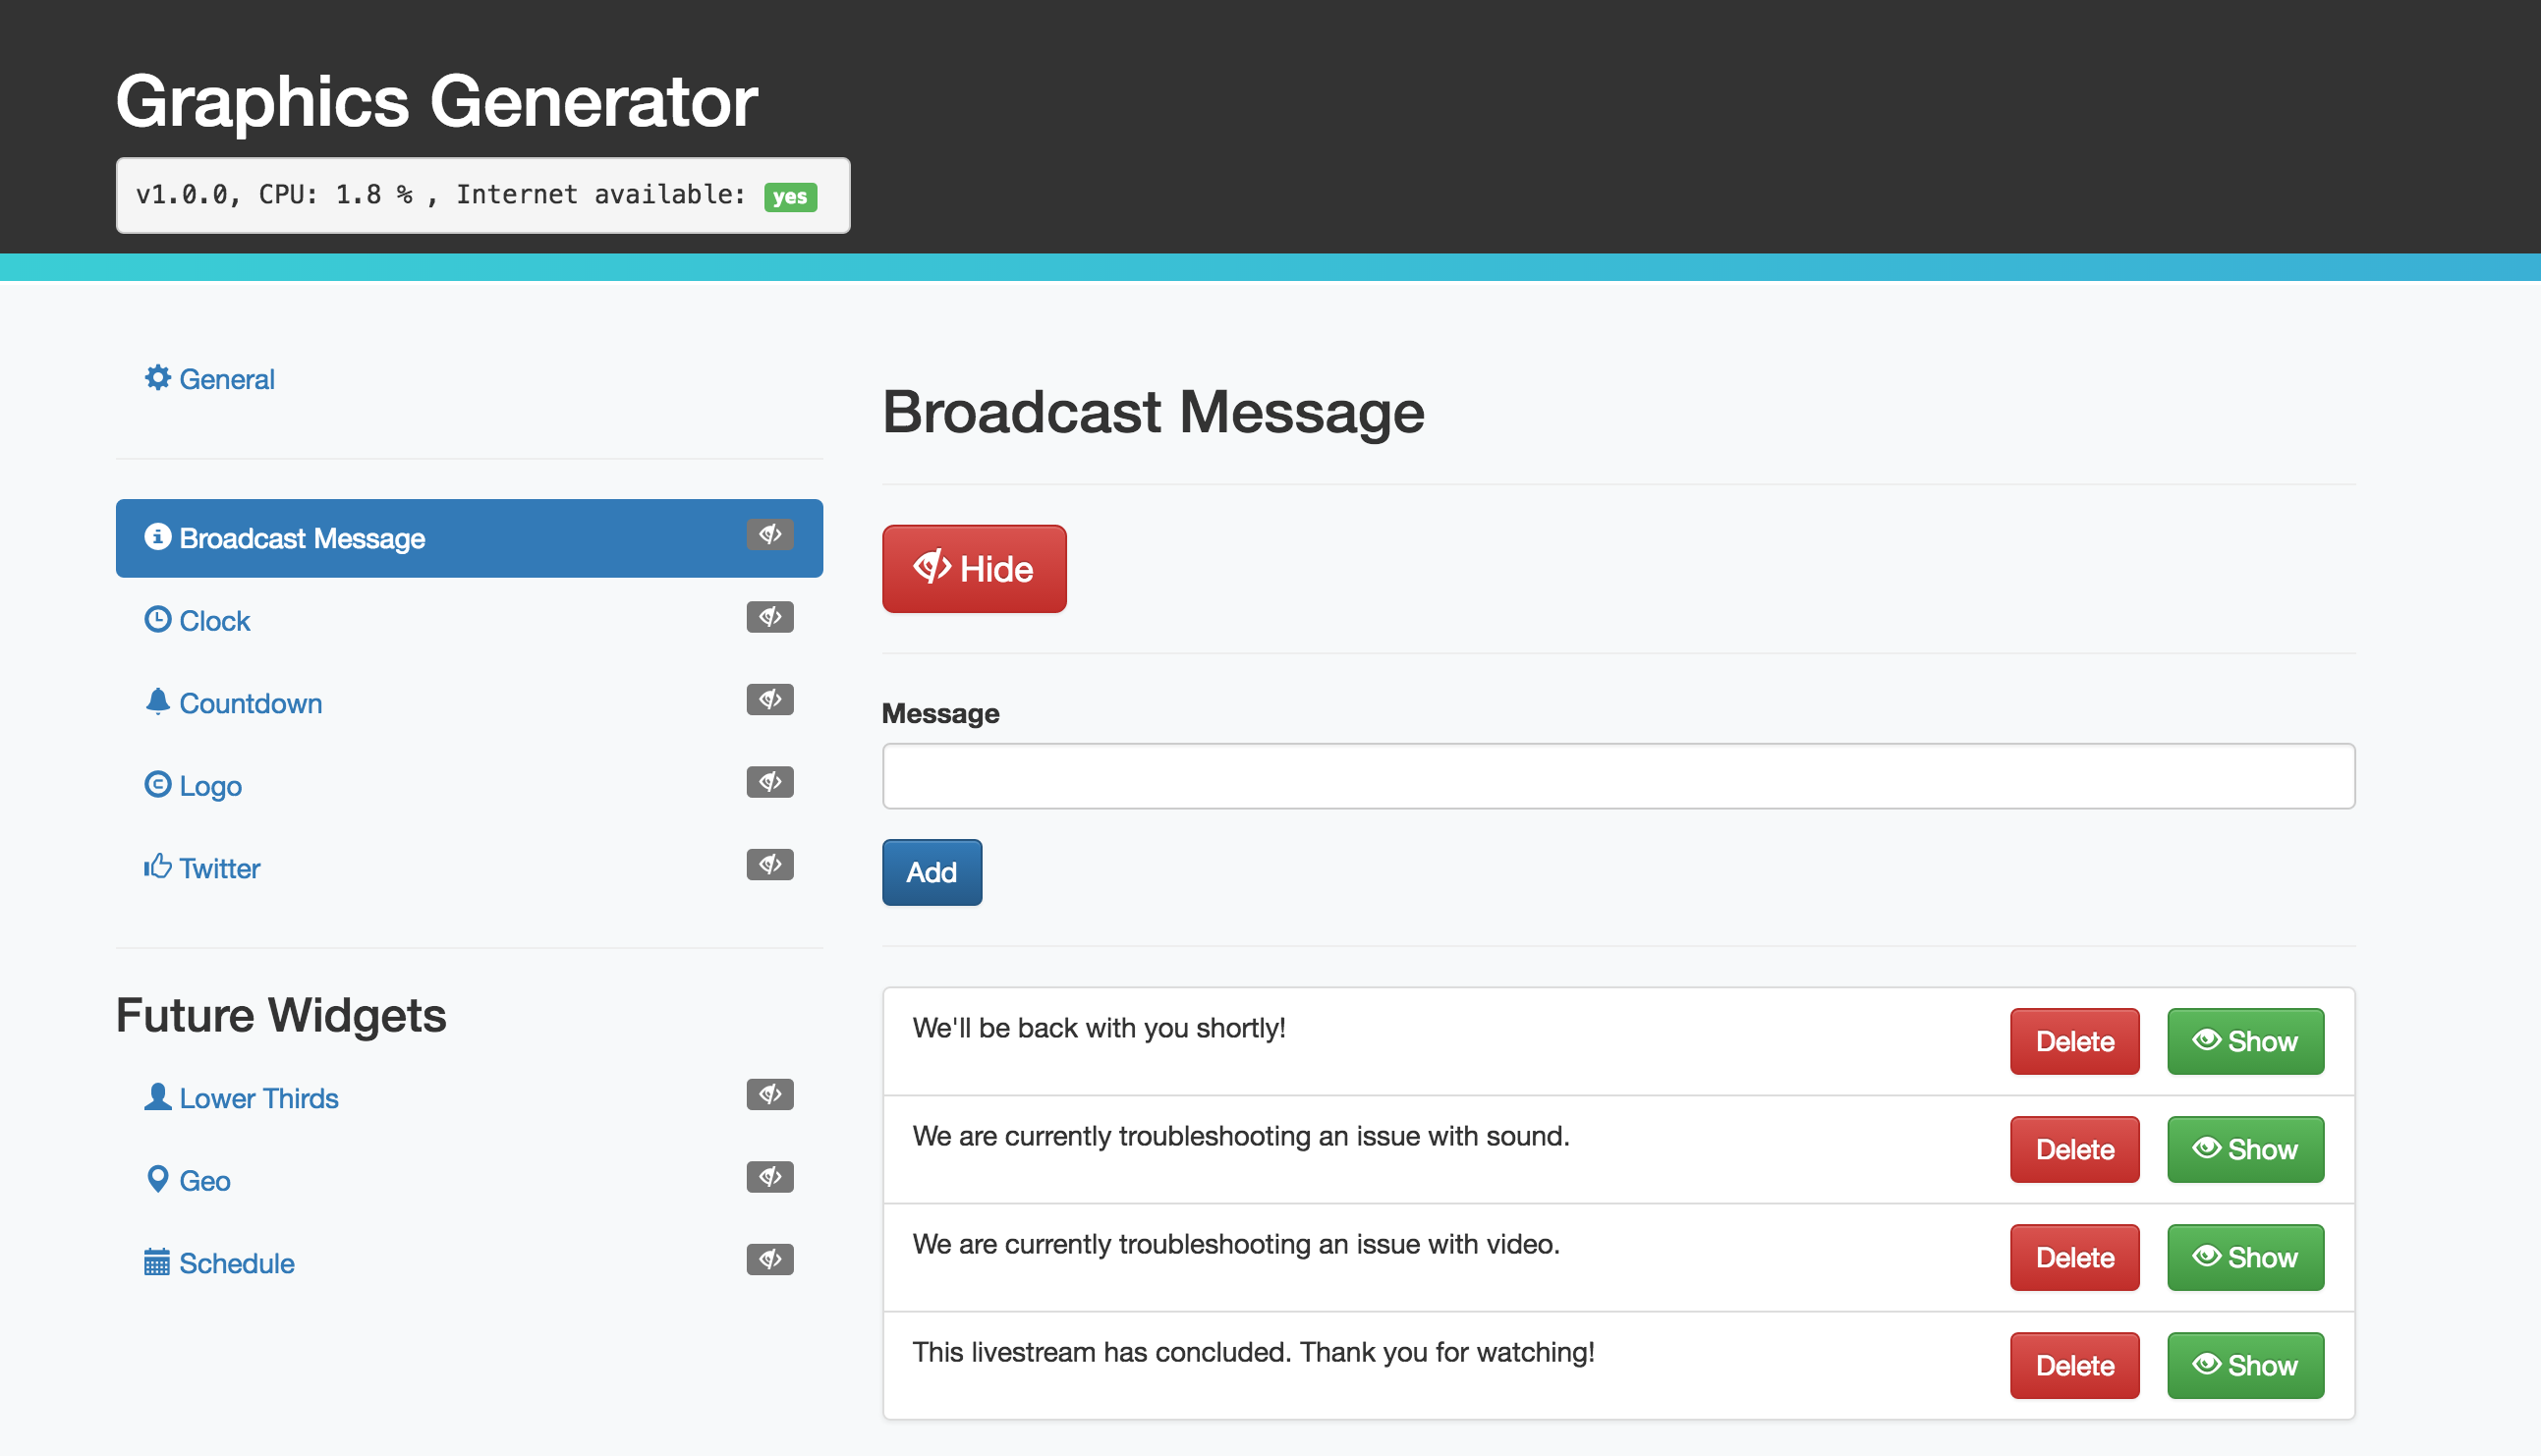 Graphics Generator
v1.0.0, CPU: 1.8 % , Internet available: yes
General
Broadcast Message
Clock
Countdown
Logo
Twitter
Future Widgets
Lower Thirds
Geo
Schedule
Broadcast Message
Hide
Message
Add
We'll be back with you shortly! Delete Show
We are currently troubleshooting an issue with sound. Delete Show
We are currently troubleshooting an issue with video. Delete Show
This livestream has concluded. Thank you for watching! Delete Show